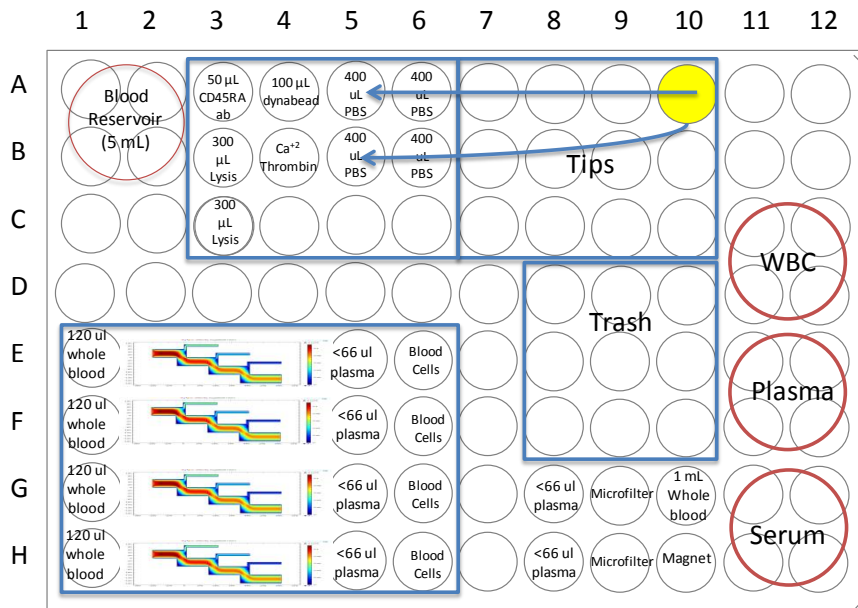 1 2 3 4 5 6 7 8 9 10 11 12
A
B
C
D
E
F
G
H
Blood
Reservoir
(5 mL)
50 µL
CD45RA
ab
100 µL
dynabead
400
uL
PBS
400
uL
PBS
300
µL
Lysis
Ca+2
Thrombin
400
uL
PBS
400
uL
PBS
300
µL
Lysis
Tips
WBC
Trash
120 ul
whole
blood
<66 ul
plasma
Blood
Cells
Plasma
120 ul
whole
blood
<66 ul
plasma
Blood
Cells
120 ul
whole
blood
<66 ul
plasma
Blood
Cells
<66 ul
plasma
Microfilter
1 mL
Whole
blood
Serum
120 ul
whole
blood
<66 ul
plasma
Blood
Cells
<66 ul
plasma
Microfilter
Magnet